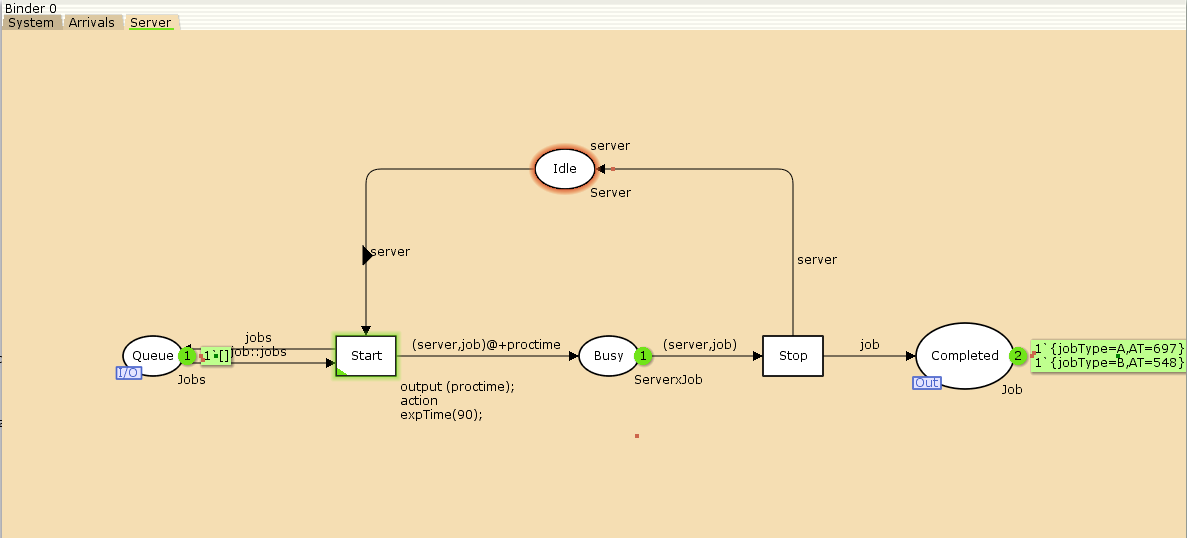 Binder 0
System Arrivals Server
server
Idle
Server
server
server
jobs
job::jobs
Queue
1
1`[]
I/O
Jobs
Start
(server,job)@+proctime
output (proctime);
action
expTime(90);
Busy
1
ServerxJob
(server,job)
Stop
job
Completed
2
Out
Job
1`{jobType=A,AT=697}
1`{jobType=B,AT=548}